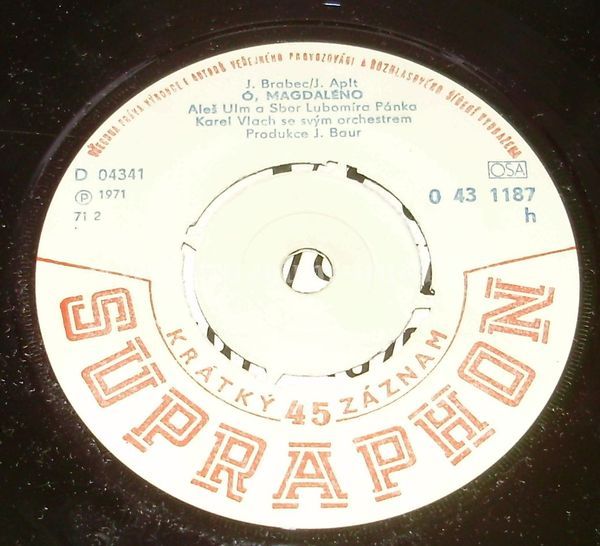 VŠECHNA PRÁVA VÝROBCE I AUTORŮ VEŘEJNÉHO PROVOZOVÁNÍ A ROZHLASOVÉHO ŠÍŘENÍ VYHRAZENA
J. Brabec/J. Aplt
Ó, MAGDALÉNO
Aleš Ulm a Sbor Lubomíra Pánka
Karel Vlach se svým orchestrem
Produkce J. Baur
D 04341
Ⓟ 1971
71 2
OSA
0 43 1187
h
KRÁTKÝ 45 ZÁZNAM
SUPRAPHON